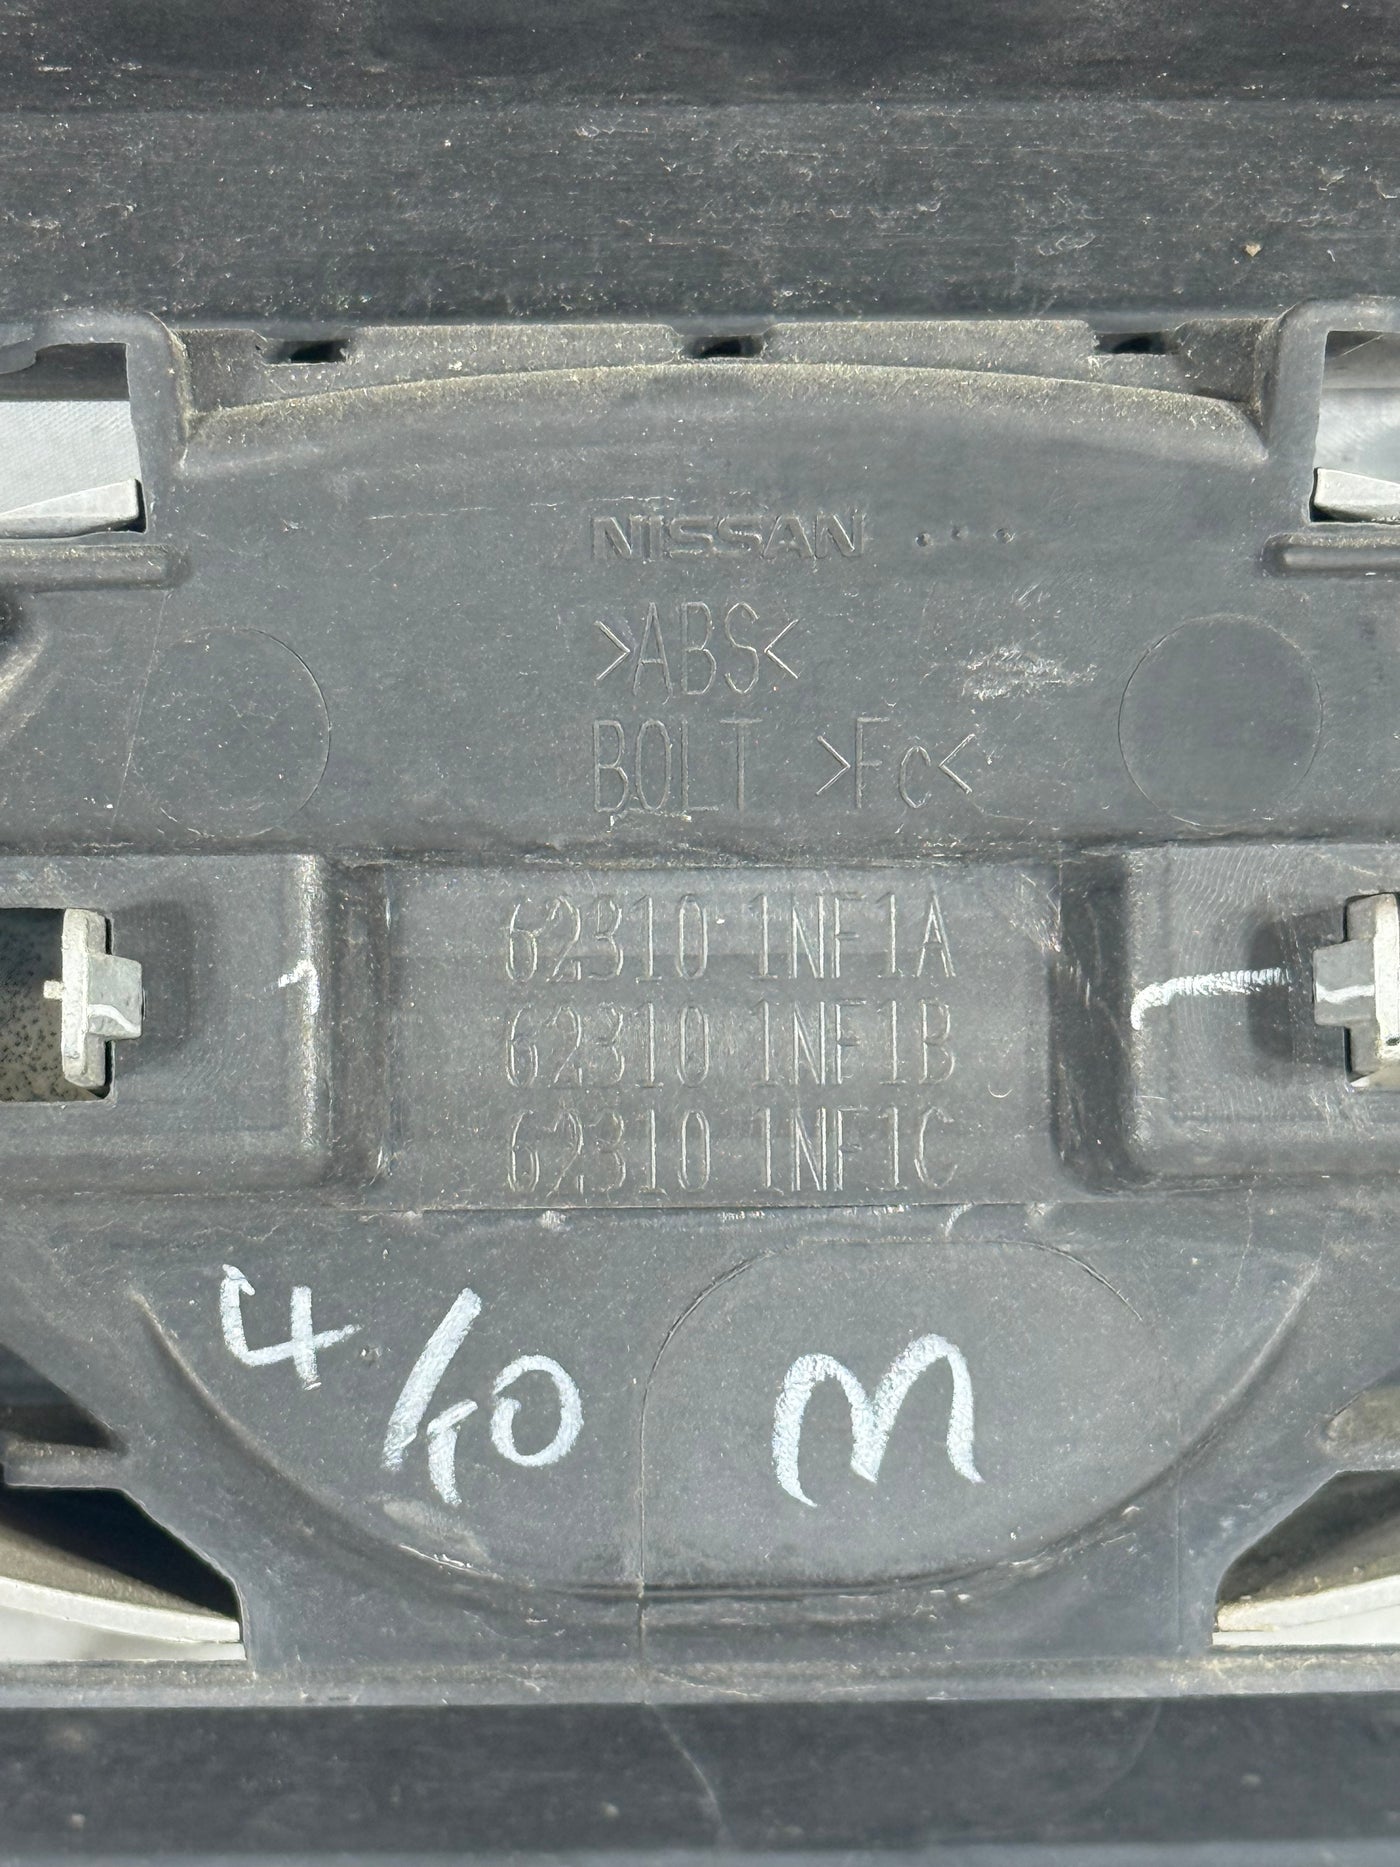 NISSAN
>ABS<
BOLT >Fc<
62310 1NF1A
62310 1NF1B
62310 1NF1C
4/10 M